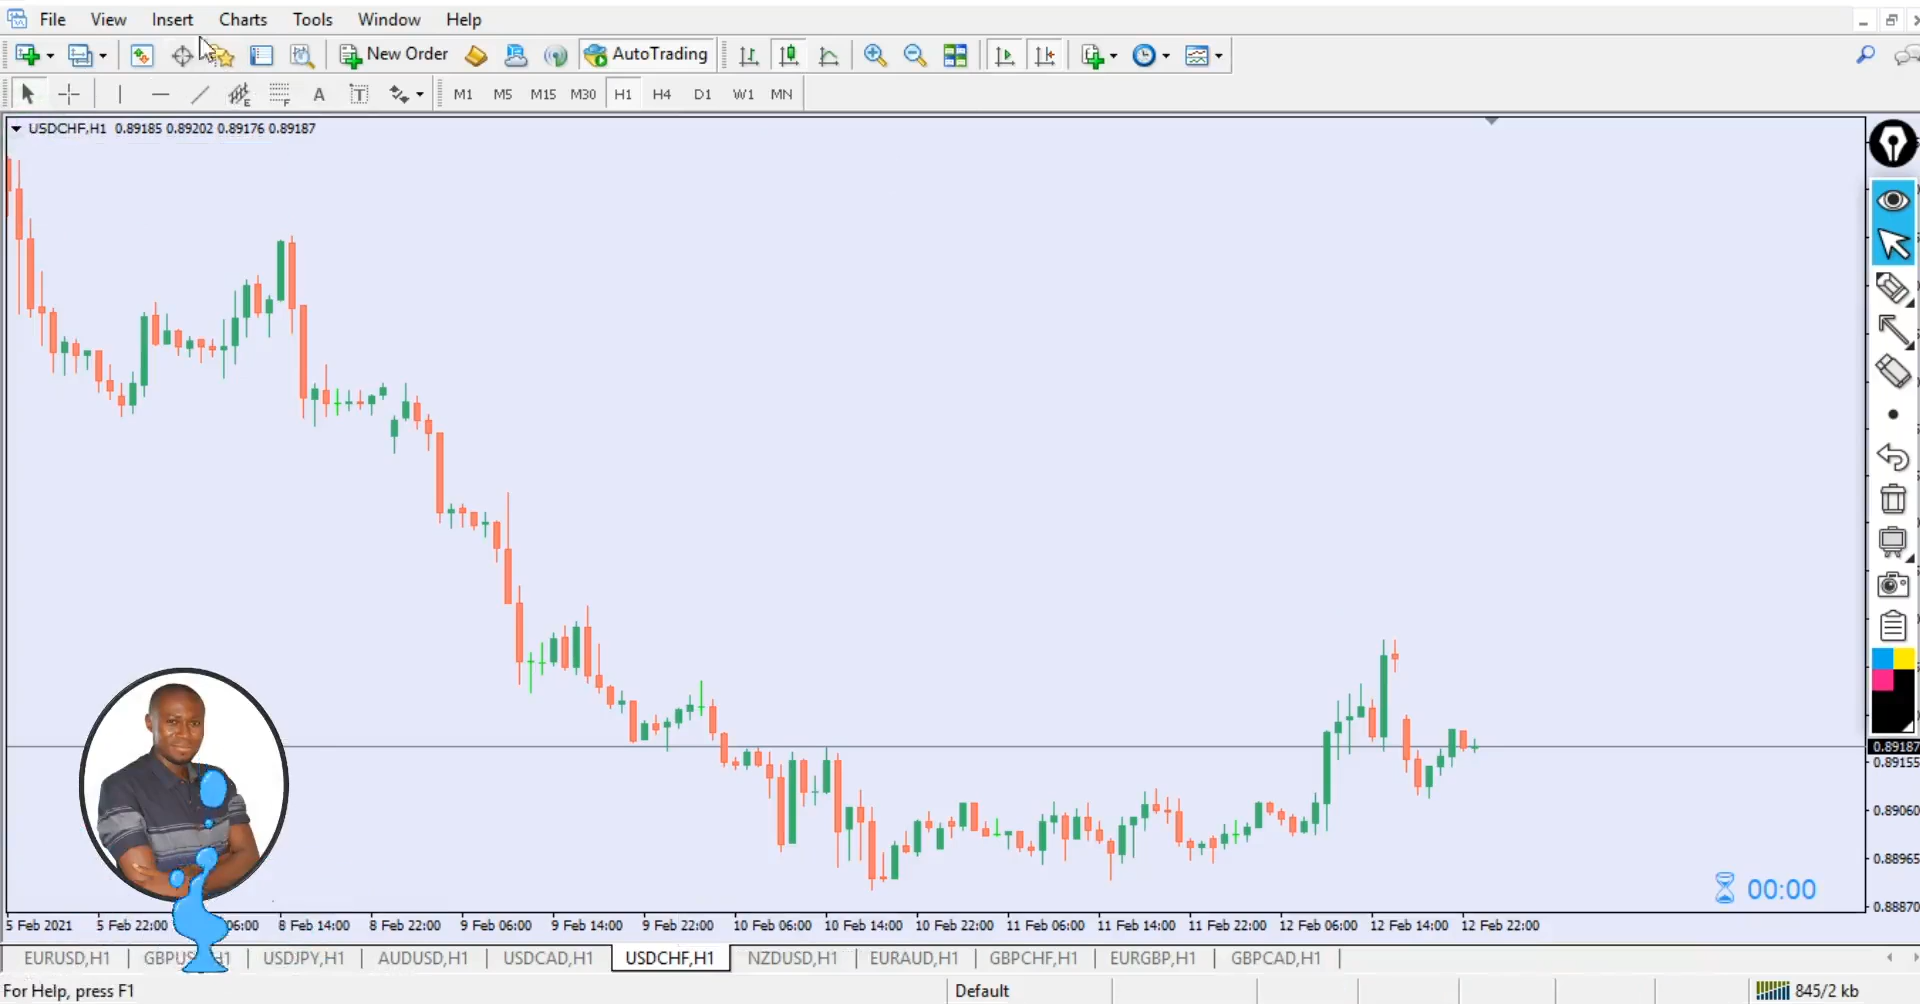 File View Insert Charts Tools Window Help
New Order AutoTrading
E F A T
M1 M5 M15 M30 H1 H4 D1 W1 MN
USDCHF,H1 0.89185 0.89202 0.89176 0.89187
0.89187
0.89155
0.89060
0.88965
00:00
0.88870
5 Feb 2021 5 Feb 22:00 06:00 8 Feb 14:00 8 Feb 22:00 9 Feb 06:00 9 Feb 14:00 9 Feb 22:00 10 Feb 06:00 10 Feb 14:00 10 Feb 22:00 11 Feb 06:00 11 Feb 14:00 11 Feb 22:00 12 Feb 06:00 12 Feb 14:00 12 Feb 22:00
EURUSD,H1 GBPUS H1 USDJPY,H1 AUDUSD,H1 USDCAD,H1 USDCHF,H1 NZDUSD,H1 EURAUD,H1 GBPCHF,H1 EURGBP,H1 GBPCAD,H1
For Help, press F1 Default 845/2 kb